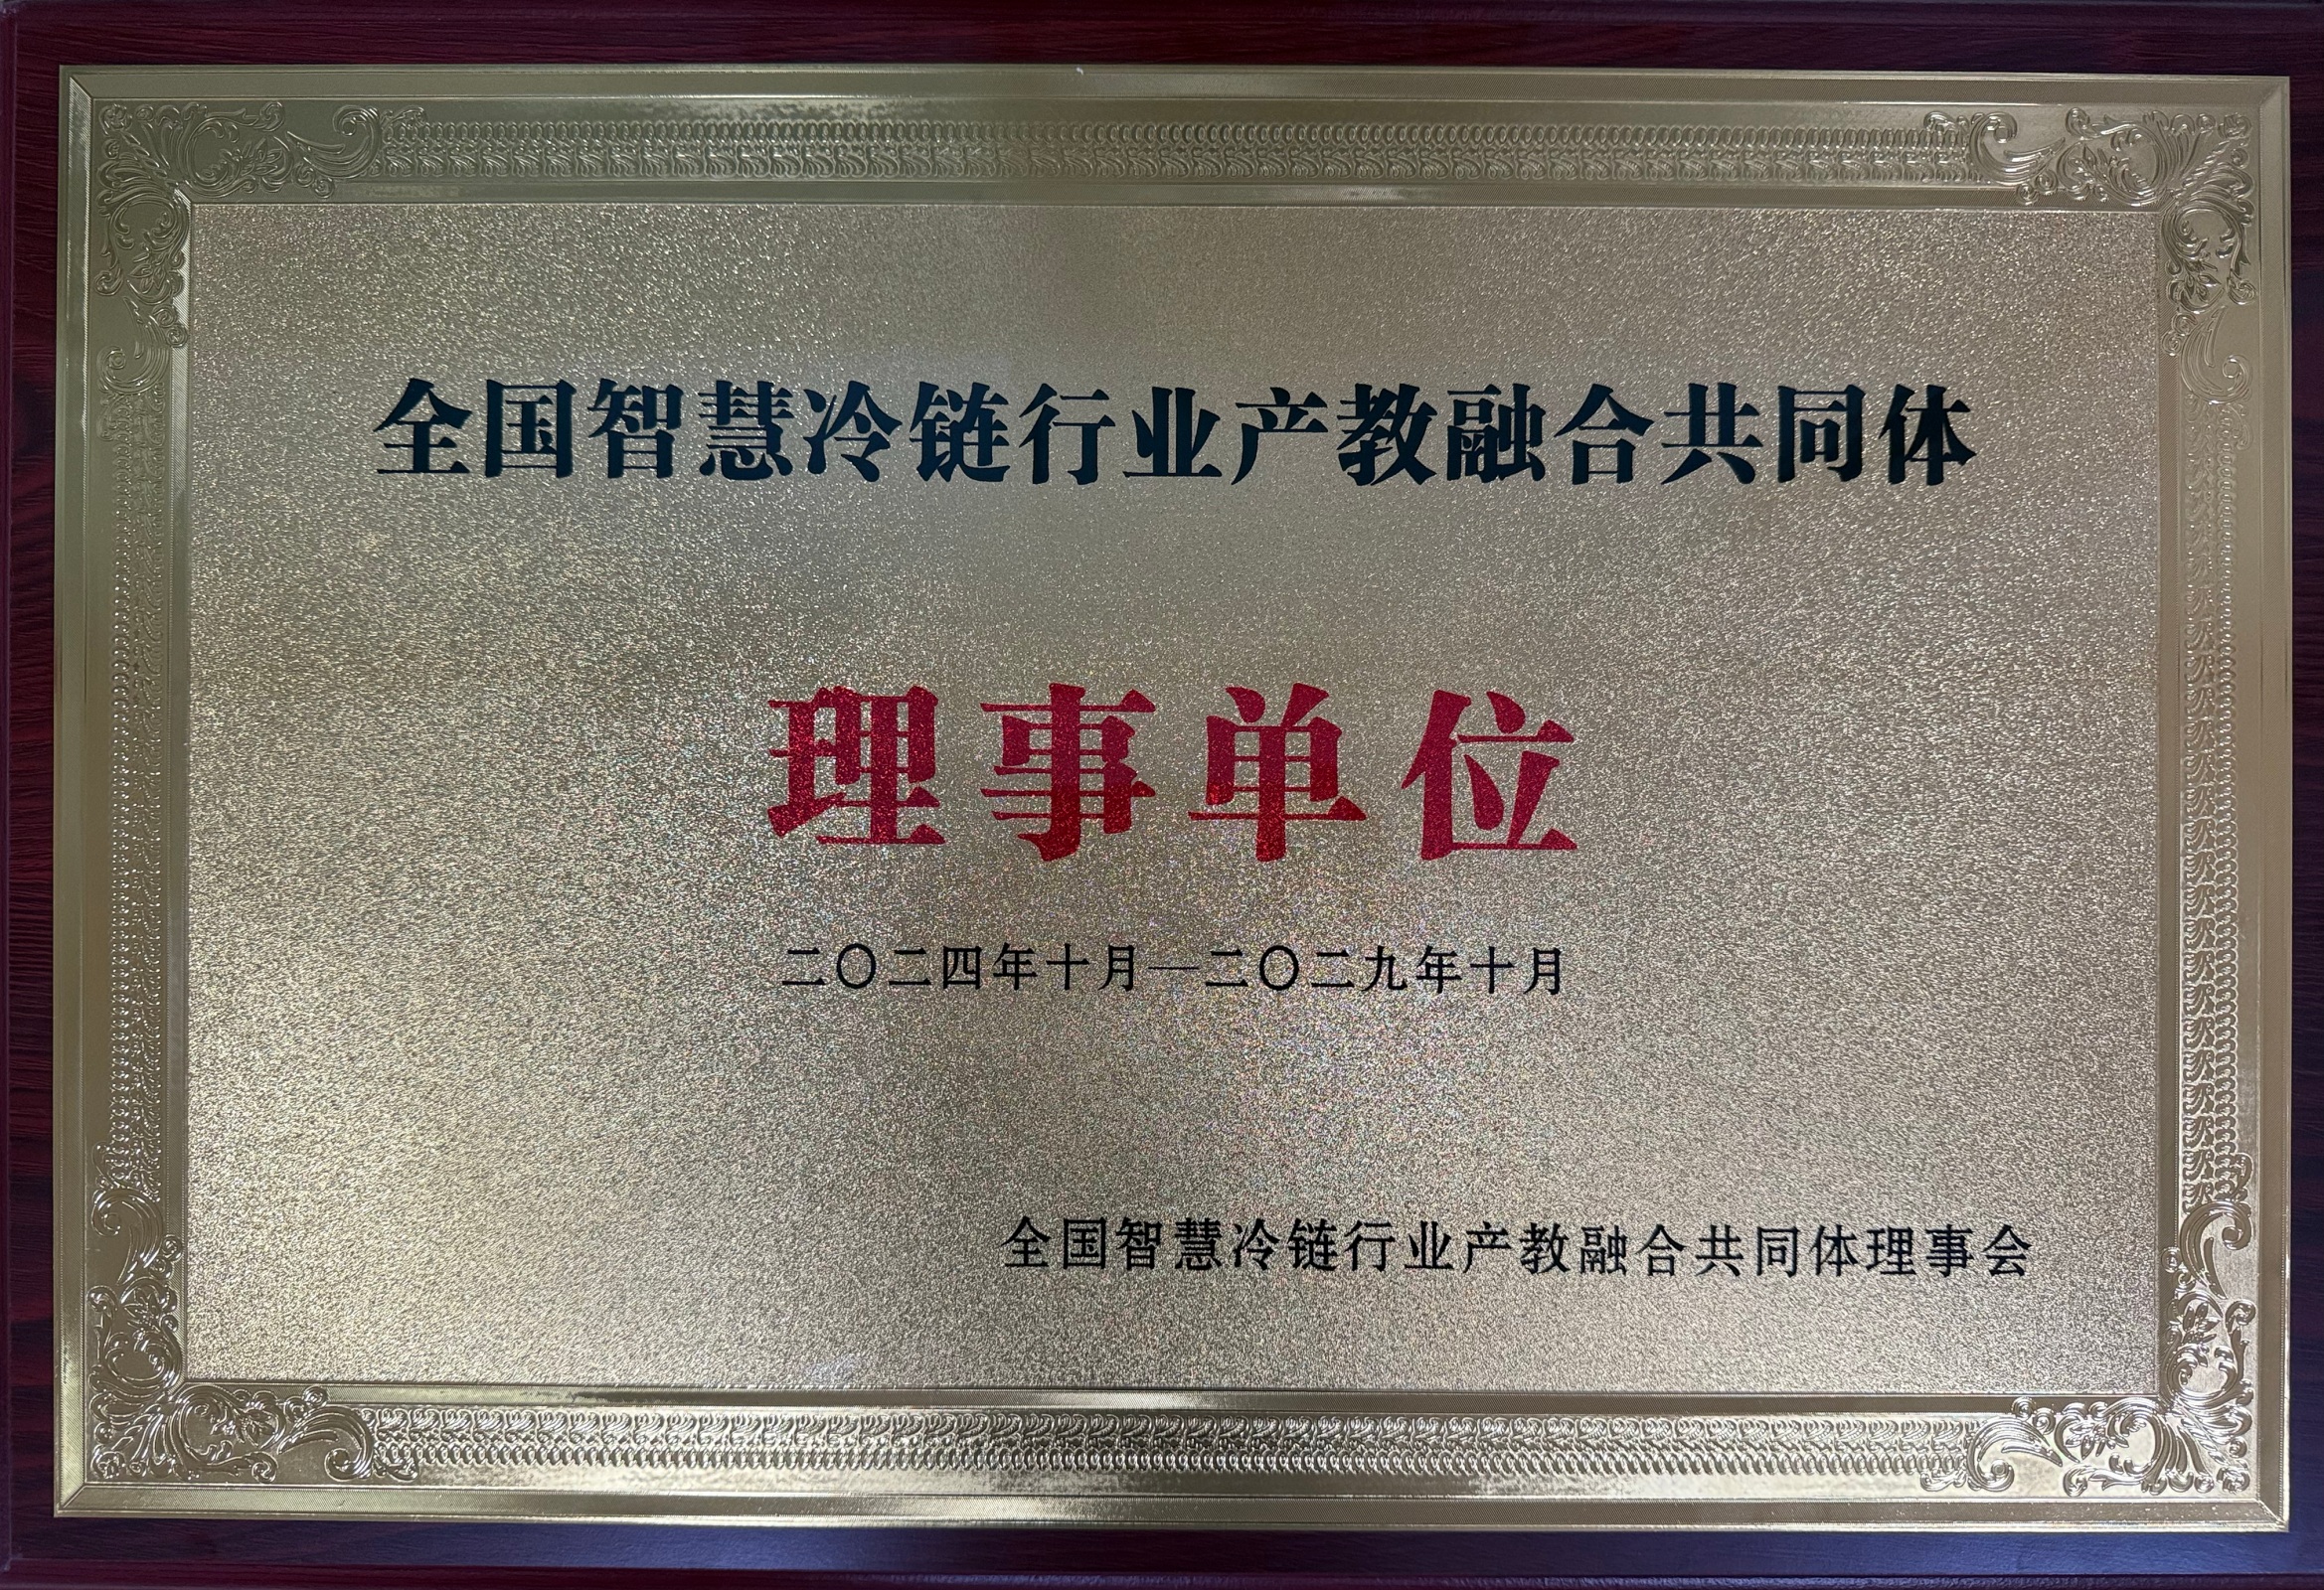 全国智慧冷链行业产教融合共同体
理事单位
二〇二四年十月—二〇二九年十月
全国智慧冷链行业产教融合共同体理事会